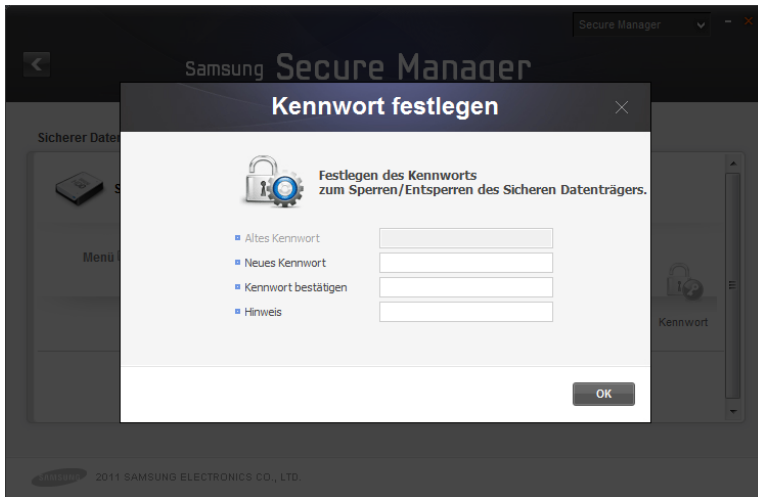 Secure Manager
Samsung Secure Manager
Kennwort festlegen
Sicherer
Festlegen des Kennworts
zum Sperren/Entsperren des Sicheren Datenträgers.
Altes Kennwort
Neues Kennwort
Kennwort bestätigen
Hinweis
Menü
Kennwort
OK
SAMSUNG 2011 SAMSUNG ELECTRONICS CO., LTD.